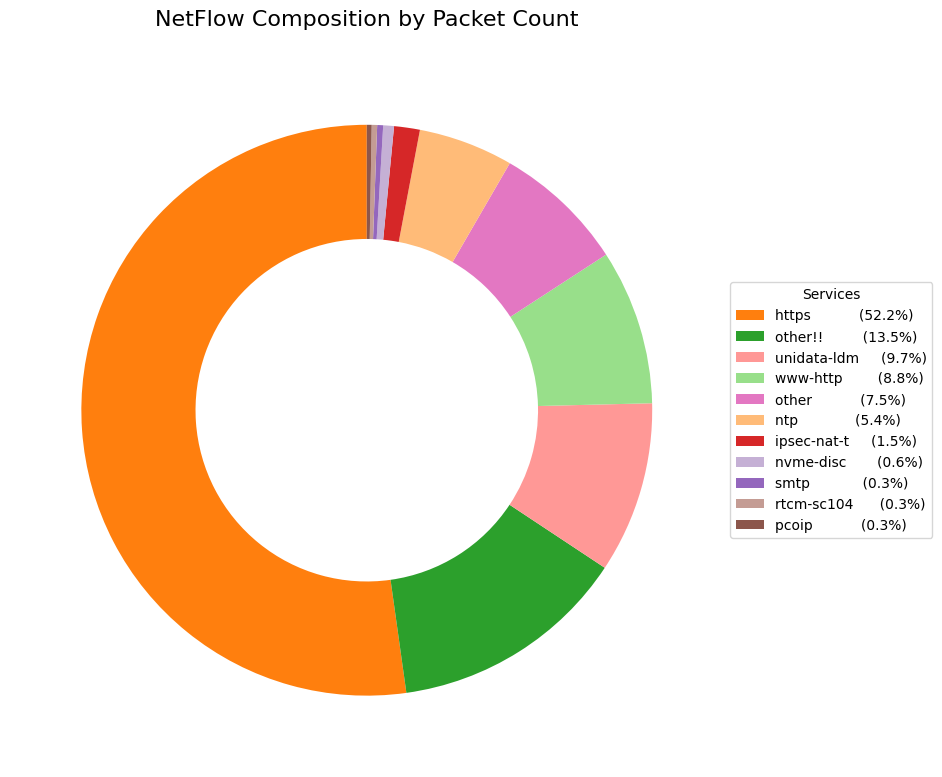 NetFlow Composition by Packet Count
Services
https (52.2%)
other!! (13.5%)
unidata-ldm (9.7%)
www-http (8.8%)
other (7.5%)
ntp (5.4%)
ipsec-nat-t (1.5%)
nvme-disc (0.6%)
smtp (0.3%)
rtcm-sc104 (0.3%)
pcoip (0.3%)